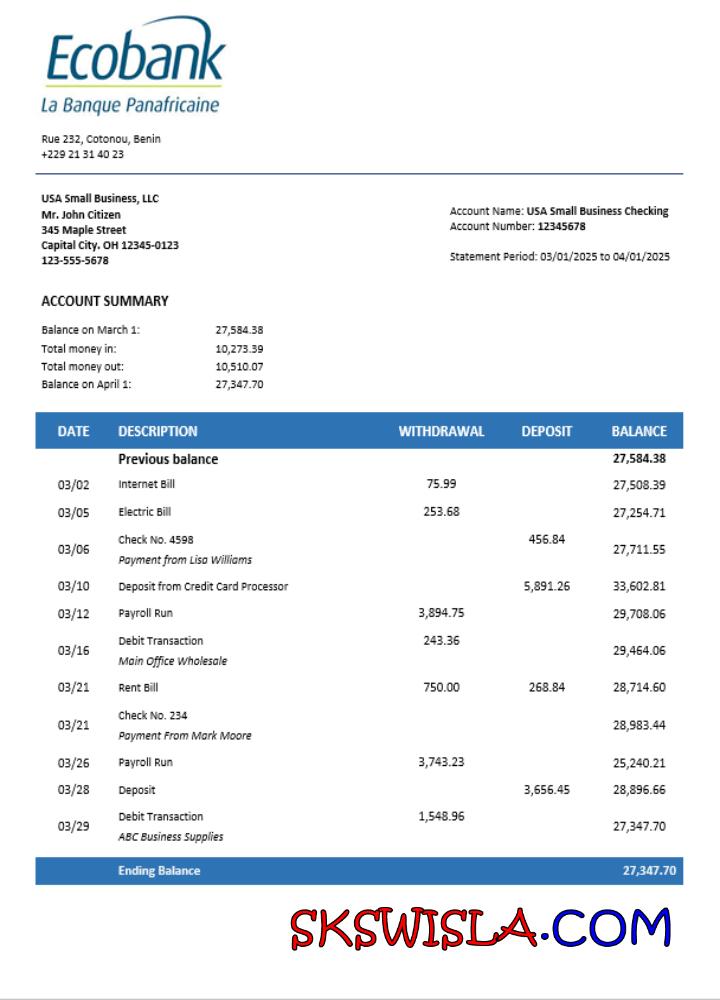 Ecobank
La Banque Panafricaine
Rue 232, Cotonou, Benin
+229 21 31 40 23
USA Small Business, LLC
Mr. John Citizen
345 Maple Street
Capital City. OH 12345-0123
123-555-5678
Account Name: USA Small Business Checking
Account Number: 12345678
Statement Period: 03/01/2025 to 04/01/2025
ACCOUNT SUMMARY
Balance on March 1: 27,584.38
Total money in: 10,273.39
Total money out: 10,510.07
Balance on April 1: 27,347.70
DATE DESCRIPTION WITHDRAWAL DEPOSIT BALANCE
Previous balance 27,584.38
03/02 Internet Bill 75.99 27,508.39
03/05 Electric Bill 253.68 27,254.71
03/06 Check No. 4598 456.84 27,711.55
Payment from Lisa Williams
03/10 Deposit from Credit Card Processor 5,891.26 33,602.81
03/12 Payroll Run 3,894.75 29,708.06
03/16 Debit Transaction 243.36 29,464.06
Main Office Wholesale
03/21 Rent Bill 750.00 268.84 28,714.60
03/21 Check No. 234 28,983.44
Payment From Mark Moore
03/26 Payroll Run 3,743.23 25,240.21
03/28 Deposit 3,656.45 28,896.66
03/29 Debit Transaction 1,548.96 27,347.70
ABC Business Supplies
Ending Balance 27,347.70
SKSWISLA.COM